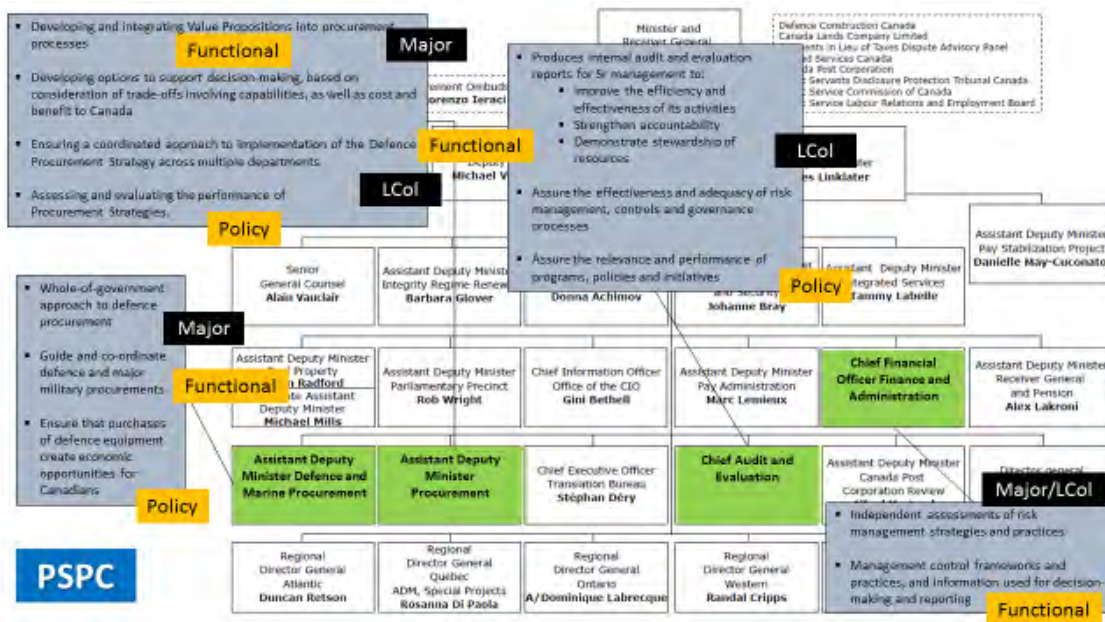 Developing and integrating Value Propositions into procurement
processes
Functional
Major
Developing options to support decision-making, based on
consideration of trade-offs involving capabilities, as well as cost and
benefit to Canada
Ensuring a coordinated approach to implementation of the Defence
Procurement Strategy across multiple departments
Assessing and evaluating the performance of
Procurement Strategies.
LCol
Policy
Minister and
Receiver General
Defence Construction Canada
Canada Lands Company Limited
in Lieu of Taxes Dispute Advisory Panel
Services Canada
Post Corporation
Servants Disclosure Protection Tribunal Canada
Service Commission of Canada
Service Labour Relations and Employment Board
Ombuds
Ieraci
Functional
Deputy
Michael
Produces internal audit and evaluation
reports for Sr management to:
Improve the efficiency and
effectiveness of its activities
Strengthen accountability
Demonstrate stewardship of
resources
Assure the effectiveness and adequacy of risk
management, controls and governance
processes
Assure the relevance and performance of
programs, policies and initiatives
LCol
Linklater
Policy
Assistant Deputy Minister
Pay Stabilization Project
Danielle May-Cuconato
Senior
General Counsel
Alain Vauclair
Assistant Deputy Minister
Integrity Regime Renewal
Barbara Glover
Donna Achimov
and Security
Johanne Bray
Assistant Deputy Minister
Integrated Services
Tammy Labelle
Whole-of-government
approach to defence
procurement
Guide and co-ordinate
defence and major
military procurements
Ensure that purchases
of defence equipment
create economic
opportunities for
Canadians
Major
Functional
Policy
Assistant Deputy Minister
Property
Radford
Assistant
Deputy Minister
Michael Mills
Assistant Deputy Minister
Parliamentary Precinct
Rob Wright
Chief Information Officer
Office of the CIO
Gini Bethell
Assistant Deputy Minister
Pay Administration
Marc Lemieux
Chief Financial
Officer Finance and
Administration
Assistant Deputy Minister
Receiver General
and Pension
Alex Lakroni
Assistant Deputy
Minister Defence and
Marine Procurement
Assistant Deputy
Minister
Procurement
Chief Executive Officer
Translation Bureau
Stéphan Déry
Chief Audit and
Evaluation
Assistant Deputy Minister
Canada Post
Corporation Review
Director general
Major/LCol
Independent assessments of risk
management strategies and practices
Management control frameworks and
practices, and information used for decision-
making and reporting
Functional
PSPC
Regional
Director General
Atlantic
Duncan Retson
Regional
Director General
Quebec
ADM, Special Projects
Rosanna Di Paola
Regional
Director General
Ontario
A/Dominique Labrecque
Regional
Director General
Western
Randal Cripps